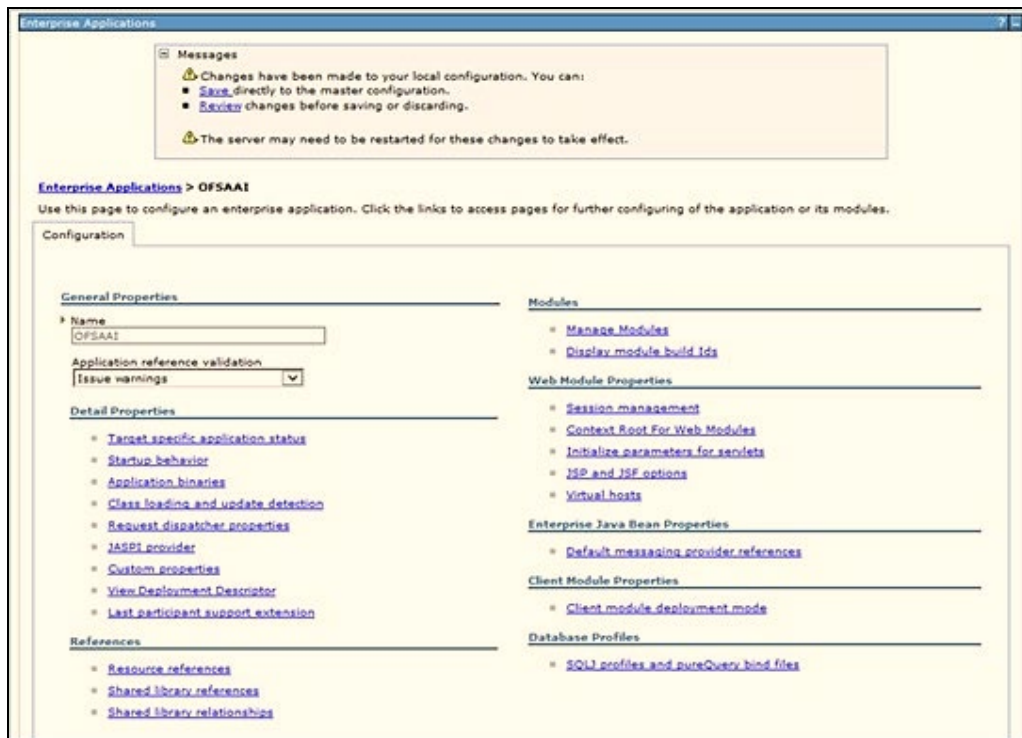 Enterprise Applications
? –
Messages
Changes have been made to your local configuration. You can:
Save directly to the master configuration.
Review changes before saving or discarding.
The server may need to be restarted for these changes to take effect.
Enterprise Applications > OFSAAI
Use this page to configure an enterprise application. Click the links to access pages for further configuring of the application or its modules.
Configuration
General Properties
Name
OFSAAI
Application reference validation
Issue warnings
Detail Properties
Target specific application status
Startup behavior
Application binaries
Class loading and update detection
Request dispatcher properties
JASPI provider
Custom properties
View Deployment Descriptor
Last participant support extension
References
Resource references
Shared library references
Shared library relationships
Modules
Manage Modules
Display module build Ids
Web Module Properties
Session management
Context Root For Web Modules
Initialize parameters for servlets
JSP and JSF options
Virtual hosts
Enterprise Java Bean Properties
Default messaging provider references
Client Module Properties
Client module deployment mode
Database Profiles
SQLJ profiles and pureQuery bind files